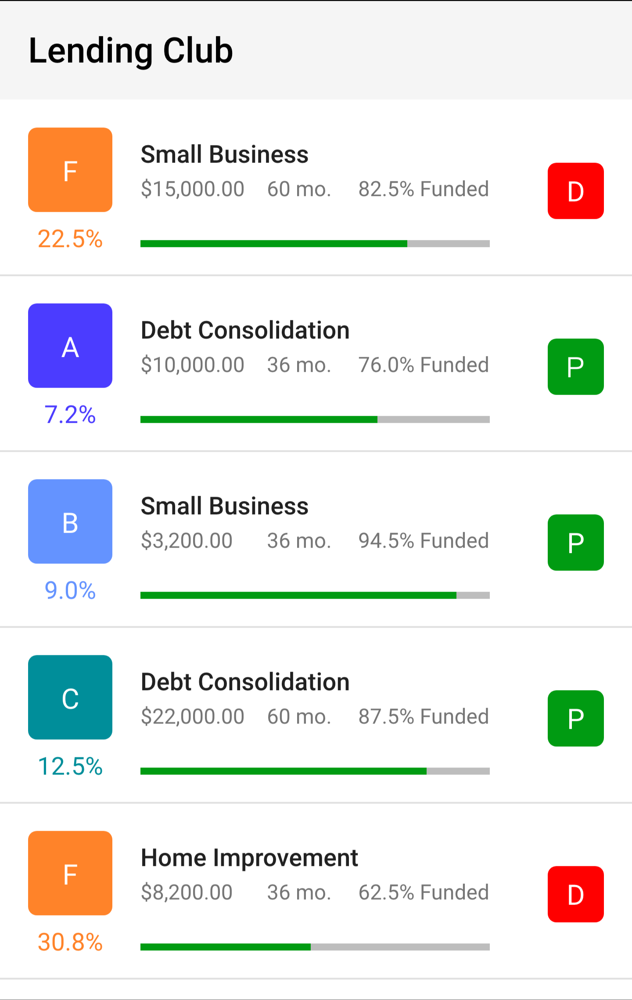 Lending Club
F
Small Business
$15,000.00 60 mo. 82.5% Funded
D
22.5%
A
Debt Consolidation
$10,000.00 36 mo. 76.0% Funded
P
7.2%
B
Small Business
$3,200.00 36 mo. 94.5% Funded
P
9.0%
C
Debt Consolidation
$22,000.00 60 mo. 87.5% Funded
P
12.5%
F
Home Improvement
$8,200.00 36 mo. 62.5% Funded
D
30.8%